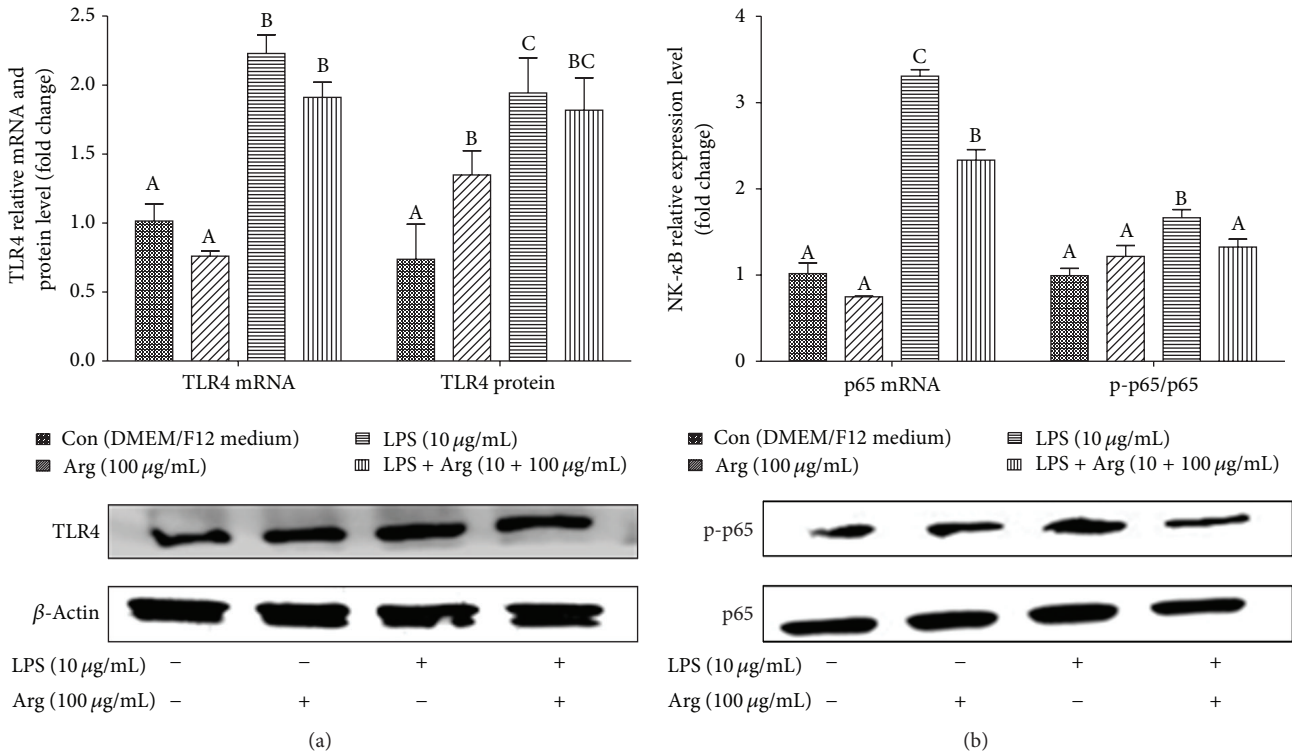 TLR4 relative mRNA and
protein level (fold change)
2.5
2.0
1.5
1.0
0.5
0.0
A
A
B
B
A
B
C
BC
TLR4 mRNA
TLR4 protein
Con (DMEM/F12 medium)
LPS (10 μg/mL)
Arg (100 μg/mL)
LPS + Arg (10 + 100 μg/mL)
TLR4
β-Actin
LPS (10 μg/mL) − − + +
Arg (100 μg/mL) − + − +
(a)
NK-κB relative expression level
(fold change)
4
3
2
1
0
A
A
C
B
A
A
B
A
p65 mRNA
p-p65/p65
Con (DMEM/F12 medium)
LPS (10 μg/mL)
Arg (100 μg/mL)
LPS + Arg (10 + 100 μg/mL)
p-p65
p65
LPS (10 μg/mL) − − + +
Arg (100 μg/mL) − + − +
(b)